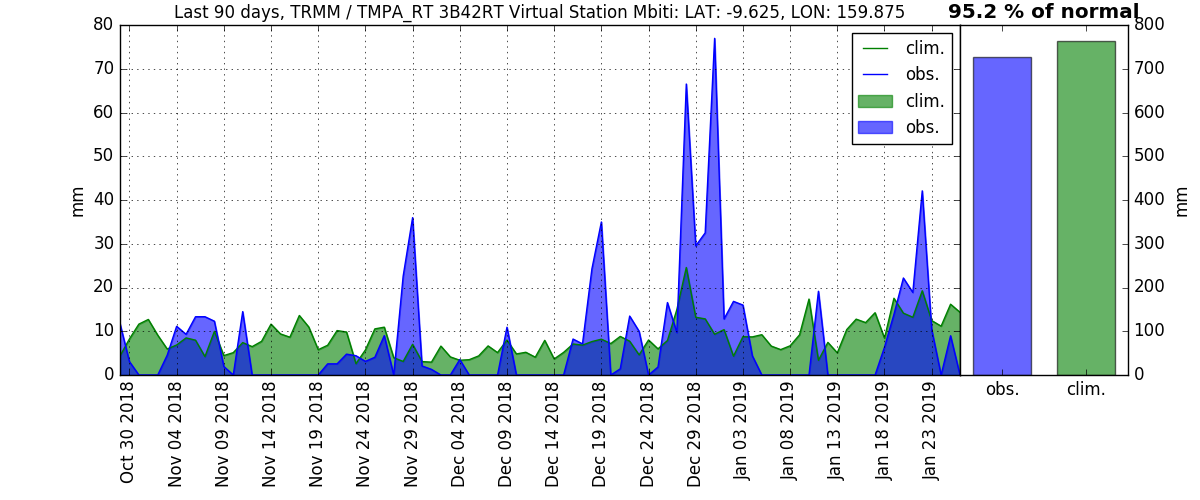 Last 90 days, TRMM / TMPA_RT 3B42RT Virtual Station Mbiti: LAT: -9.625, LON: 159.875
95.2 % of normal
80
70
60
50
40
30
20
10
0
mm
clim.
obs.
clim.
obs.
800
700
600
500
400
300
200
100
0
mm
Oct 30 2018
Nov 04 2018
Nov 09 2018
Nov 14 2018
Nov 19 2018
Nov 24 2018
Nov 29 2018
Dec 04 2018
Dec 09 2018
Dec 14 2018
Dec 19 2018
Dec 24 2018
Dec 29 2018
Jan 03 2019
Jan 08 2019
Jan 13 2019
Jan 18 2019
Jan 23 2019
obs.
clim.